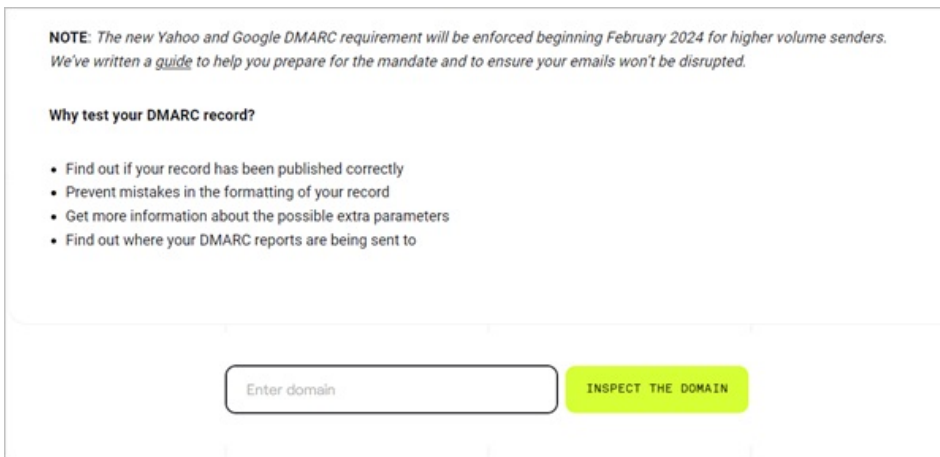 NOTE: The new Yahoo and Google DMARC requirement will be enforced beginning February 2024 for higher volume senders.
We've written a guide to help you prepare for the mandate and to ensure your emails won't be disrupted.
Why test your DMARC record?
• Find out if your record has been published correctly
• Prevent mistakes in the formatting of your record
• Get more information about the possible extra parameters
• Find out where your DMARC reports are being sent to
Enter domain
INSPECT THE DOMAIN